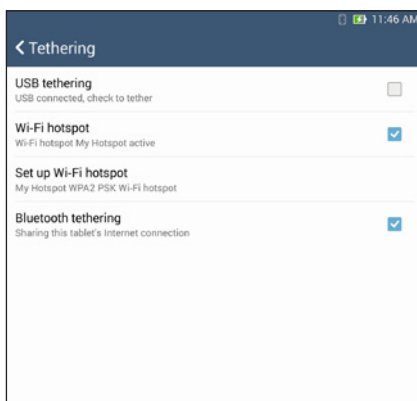 11:46 AM
Tethering
USB tethering
USB connected, check to tether
Wi-Fi hotspot
Wi-Fi hotspot My Hotspot active
Set up Wi-Fi hotspot
My Hotspot WPA2 PSK Wi-Fi hotspot
Bluetooth tethering
Sharing this tablet's Internet connection